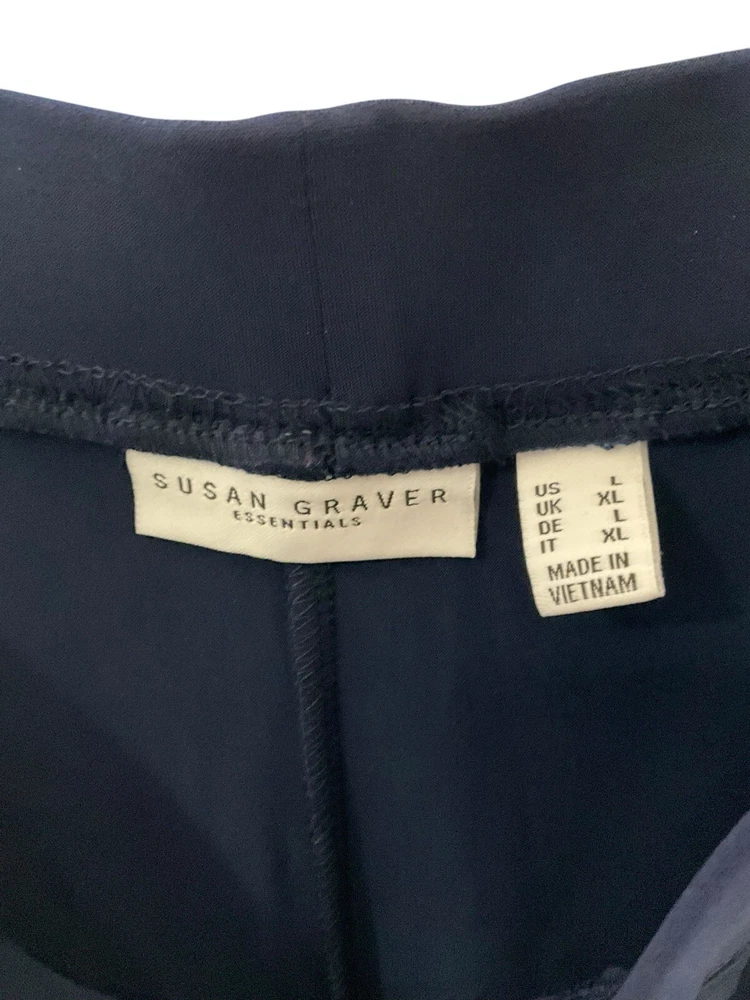 SUSAN GRAVER
ESSENTIALS
US L
UK XL
DE L
IT XL
MADE IN
VIETNAM